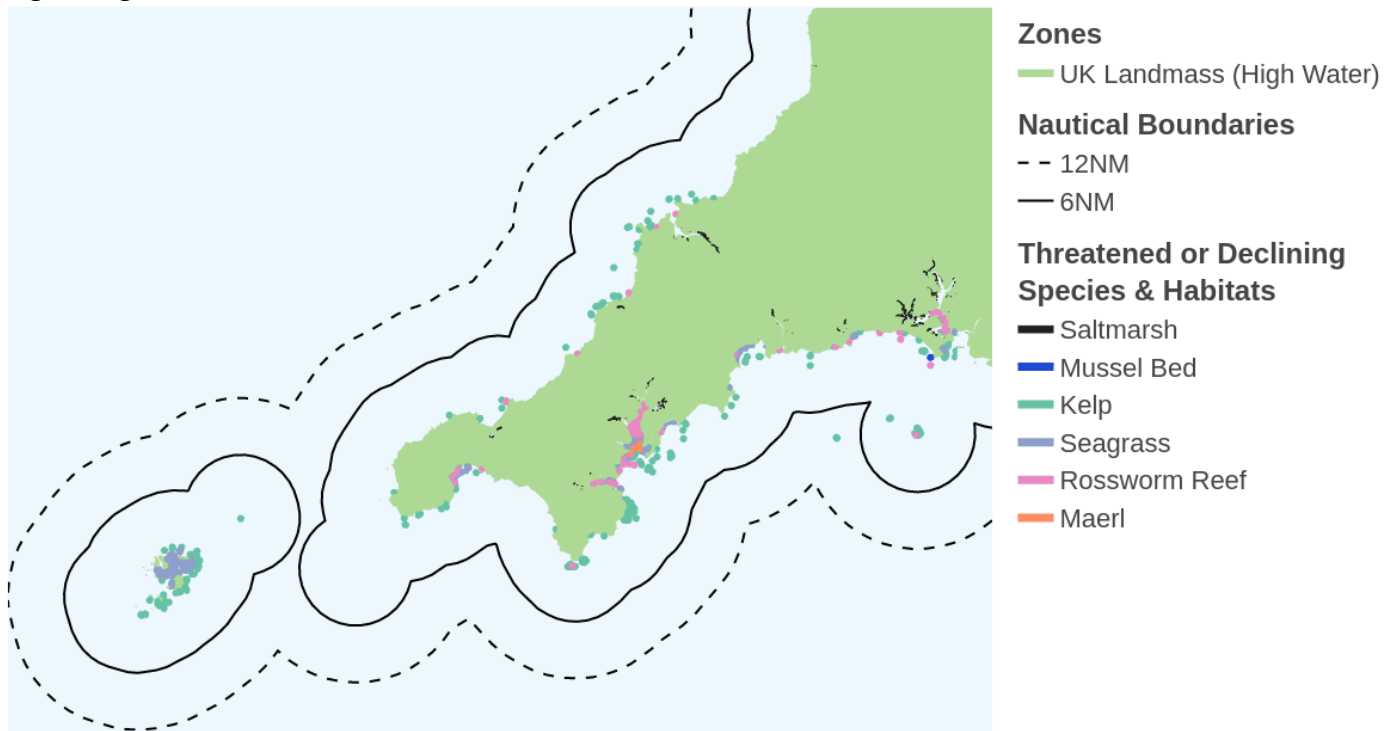 Zones
UK Landmass (High Water)
Nautical Boundaries
12NM
6NM
Threatened or Declining
Species & Habitats
Saltmarsh
Mussel Bed
Kelp
Seagrass
Rossworm Reef
Maerl